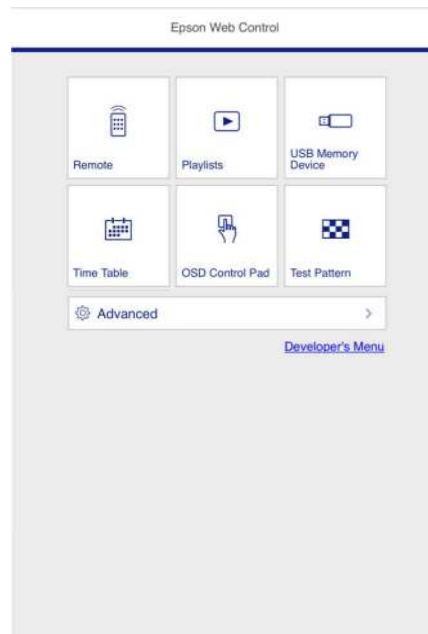 Epson Web Control
Remote
Playlists
USB Memory
Device
Time Table
OSD Control Pad
Test Pattern
Advanced
Developer's Menu